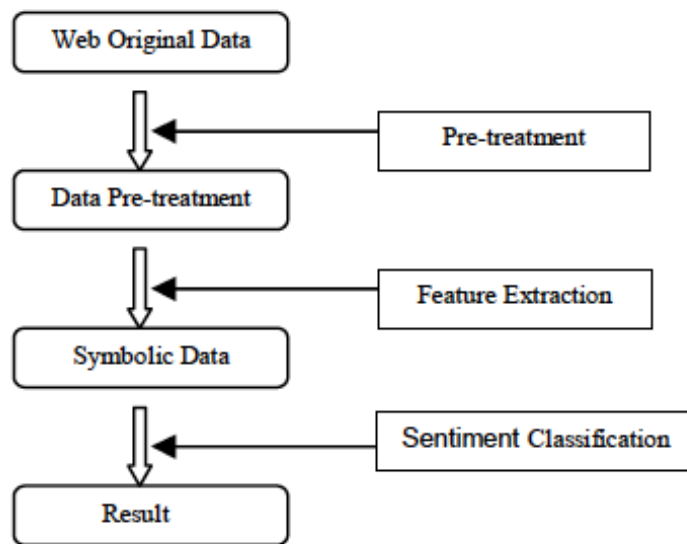 Web Original Data
Pre-treatment
Data Pre-treatment
Feature Extraction
Symbolic Data
Sentiment Classification
Result